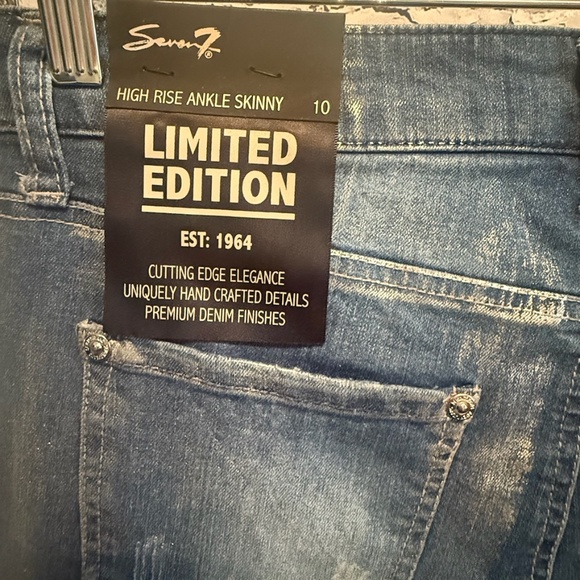 Seven7®
HIGH RISE ANKLE SKINNY 10
LIMITED
EDITION
EST: 1964
CUTTING EDGE ELEGANCE
UNIQUELY HAND CRAFTED DETAILS
PREMIUM DENIM FINISHES